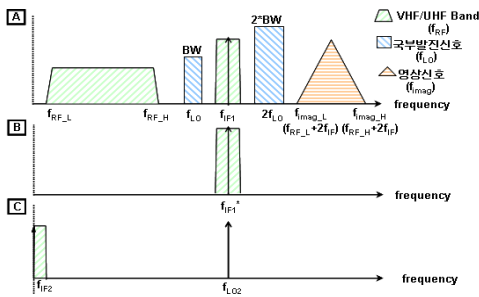 A
2*BW
BW
VHF/UHF Band
(fRF)
국부발진신호
(fLO)
영상신호
(fimag)
frequency
fRF_L
fRF_H
fLO
fIF1
2fLO
fimag_L
fimag_H
(fRF_L+2fIF)
(fRF_H+2fIF)
B
frequency
fIF1*
C
frequency
fIF2
fLO2